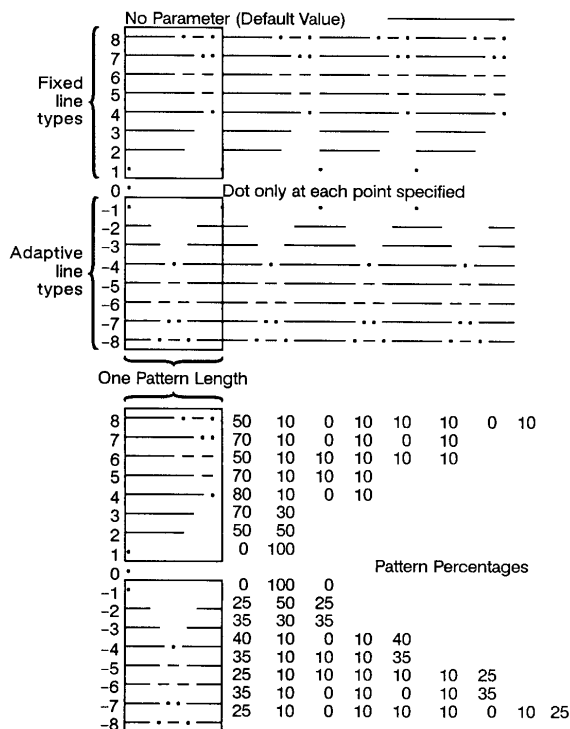 No Parameter (Default Value)
8
7
6
5
4
3
2
1
Fixed
line
types
0 Dot only at each point specified
-1
-2
-3
-4
-5
-6
-7
-8
Adaptive
line
types
One Pattern Length
8 50 10 0 10 10 10 0 10
7 70 10 0 10 0 10
6 50 10 10 10 10 10
5 70 10 10 10
4 80 10 0 10
3 70 30
2 50 50
1 0 100
0 Pattern Percentages
-1 0 100 0
-2 25 50 25
-3 35 30 35
-4 40 10 0 10 40
-5 35 10 10 10 35
-6 25 10 10 10 10 10 25
-7 35 10 0 10 0 10 35
-8 25 10 0 10 10 10 0 10 25